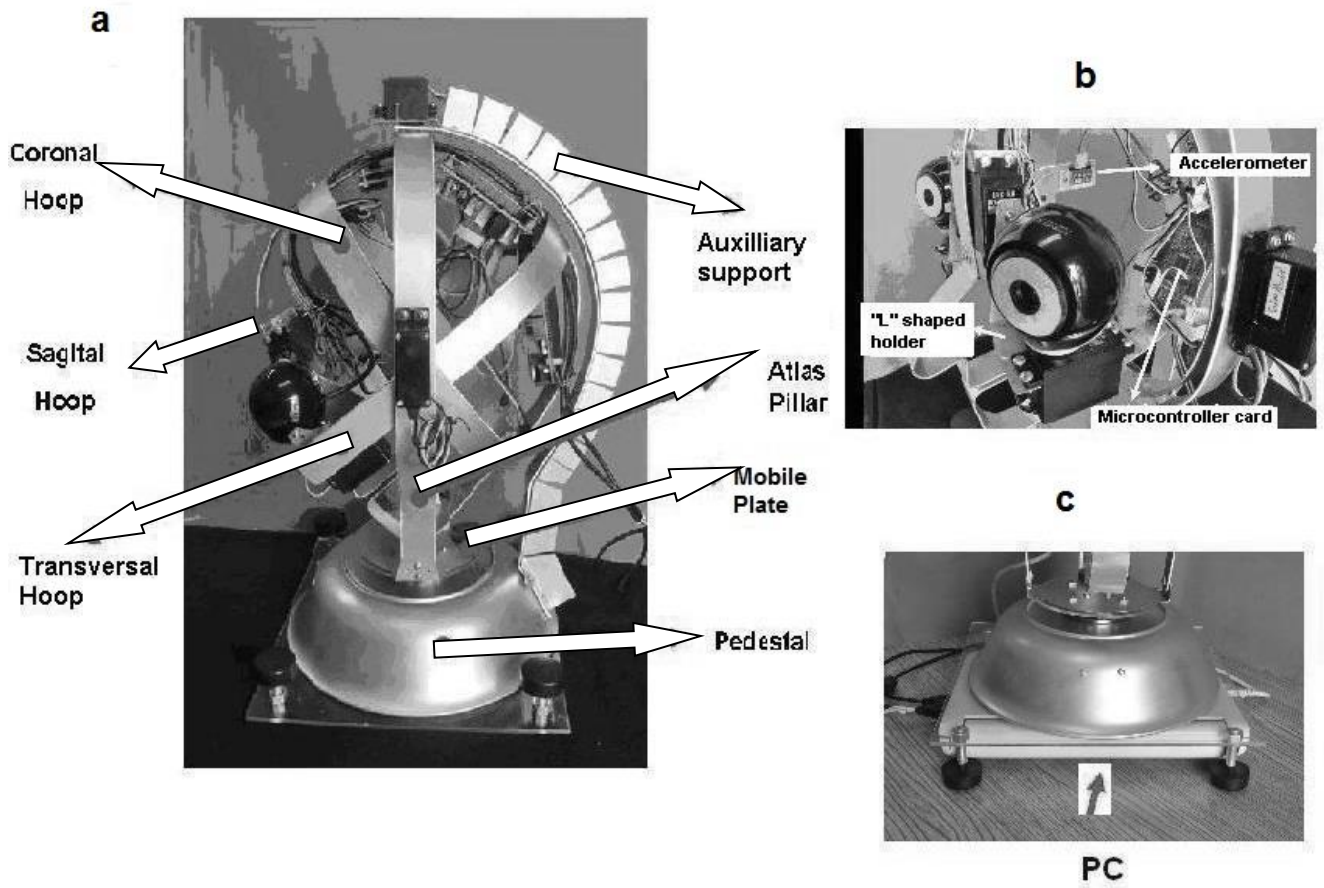 a
Coronal
Hoop
Sagital
Hoop
Transversal
Hoop
Auxilliary
support
Atlas
Pillar
Mobile
Plate
Pedestal
b
Accelerometer
"L" shaped
holder
Microcontroller card
c
PC